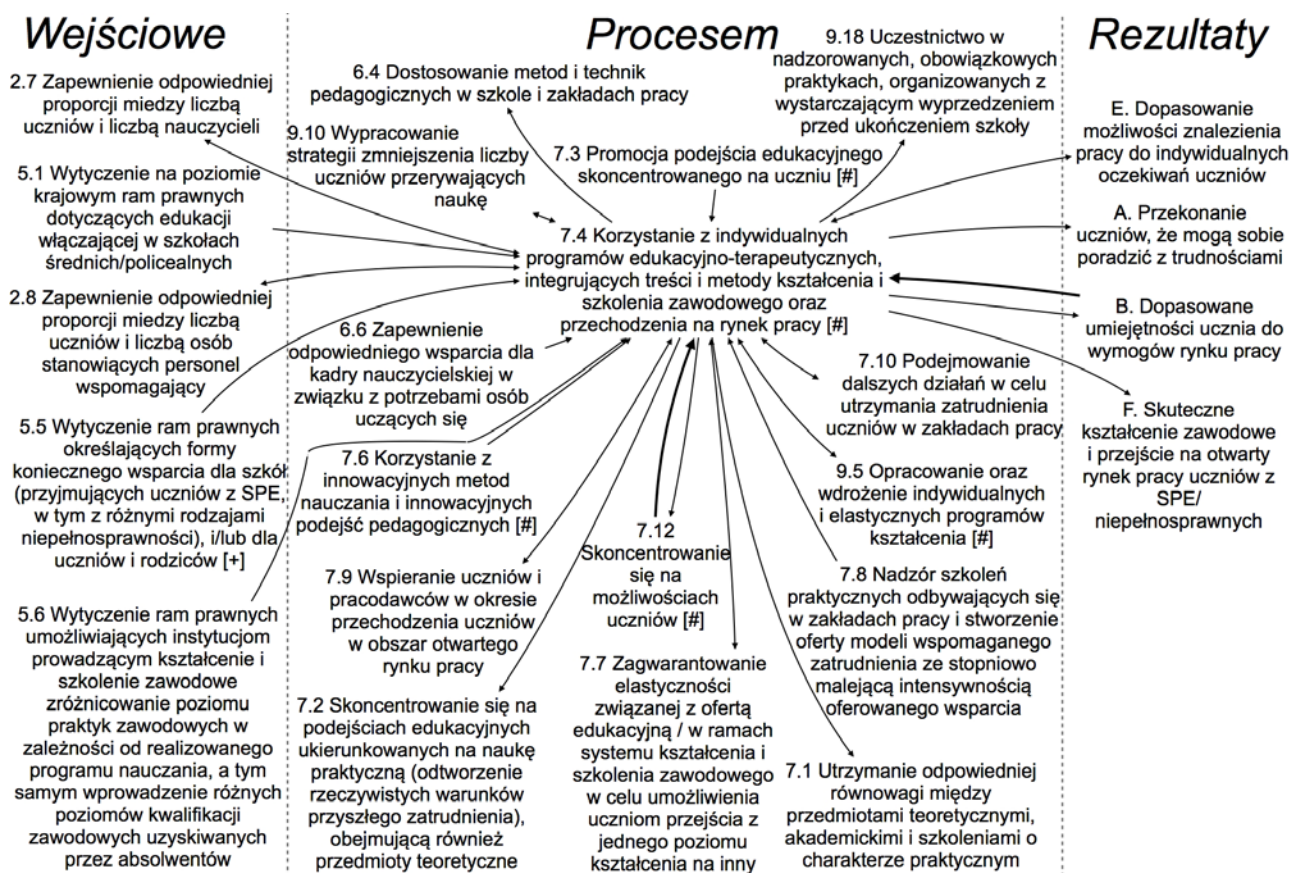 Wejściowe
2.7 Zapewnienie odpowiedniej
proporcji miedzy liczbą
uczniów i liczbą nauczycieli
5.1 Wytyczenie na poziomie
krajowym ram prawnych
dotyczących edukacji
włączającej w szkołach
średnich/policealnych
2.8 Zapewnienie odpowiedniej
proporcji miedzy liczbą
uczniów i liczbą osób
stanowiących personel
wspomagający
5.5 Wytyczenie ram prawnych
określających formy
koniecznego wsparcia dla szkół
(przyjmujących uczniów z SPE,
w tym z różnymi rodzajami
niepełnosprawności), i/lub dla
uczniów i rodziców [+]
5.6 Wytyczenie ram prawnych
umożliwiających instytucjom
prowadzącym kształcenie i
szkolenie zawodowe
zróżnicowanie poziomu
praktyk zawodowych w
zależności od realizowanego
programu nauczania, a tym
samym wprowadzenie różnych
poziomów kwalifikacji
zawodowych uzyskiwanych
przez absolwentów
Procesem
6.4 Dostosowanie metod i technik
pedagogicznych w szkole i zakładach pracy
9.18 Uczestnictwo w
nadzorowanych, obowiązkowych
praktykach, organizowanych z
wystarczającym wyprzedzeniem
przed ukończeniem szkoły
9.10 Wypracowanie
strategii zmniejszenia liczby
uczniów przerywających
naukę
7.3 Promocja podejścia edukacyjnego
skoncentrowanego na uczniu [#]
7.4 Korzystanie z indywidualnych
programów edukacyjno-terapeutycznych,
integrujących treści i metody kształcenia i
szkolenia zawodowego oraz
przechodzenia na rynek pracy [#]
6.6 Zapewnienie
odpowiedniego wsparcia dla
kadry nauczycielskiej w
związku z potrzebami osób
uczących się
7.10 Podejmowanie
dalszych działań w celu
utrzymania zatrudnienia
uczniów w zakładach pracy
7.6 Korzystanie z
innowacyjnych metod
nauczania i innowacyjnych
podejść pedagogicznych [#]
9.5 Opracowanie oraz
wdrożenie indywidualnych
i elastycznych programów
kształcenia [#]
7.12
Skoncentrowanie
się na
możliwościach
uczniów [#]
7.9 Wspieranie uczniów i
pracodawców w okresie
przechodzenia uczniów
w obszar otwartego
rynku pracy
7.8 Nadzór szkoleń
praktycznych odbywających się
w zakładach pracy i stworzenie
oferty modeli wspomaganego
zatrudnienia ze stopniowo
malejącą intensywnością
oferowanego wsparcia
7.2 Skoncentrowanie się na
podejściach edukacyjnych
ukierunkowanych na naukę
praktyczną (odtworzenie
rzeczywistych warunków
przyszłego zatrudnienia),
obejmującą również
przedmioty teoretyczne
7.7 Zagwarantowanie
elastyczności
związanej z ofertą
edukacyjną / w ramach
systemu kształcenia i
szkolenia zawodowego
w celu umożliwienia
uczniom przejścia z
jednego poziomu
kształcenia na inny
7.1 Utrzymanie odpowiedniej
równowagi między
przedmiotami teoretycznymi,
akademickimi i szkoleniami o
charakterze praktycznym
Rezultaty
E. Dopasowanie
możliwości znalezienia
pracy do indywidualnych
oczekiwań uczniów
A. Przekonanie
uczniów, że mogą sobie
poradzić z trudnościami
B. Dopasowane
umiejętności ucznia do
wymogów rynku pracy
F. Skuteczne
kształcenie zawodowe
i przejście na otwarty
rynek pracy uczniów z
SPE/
niepełnosprawnych